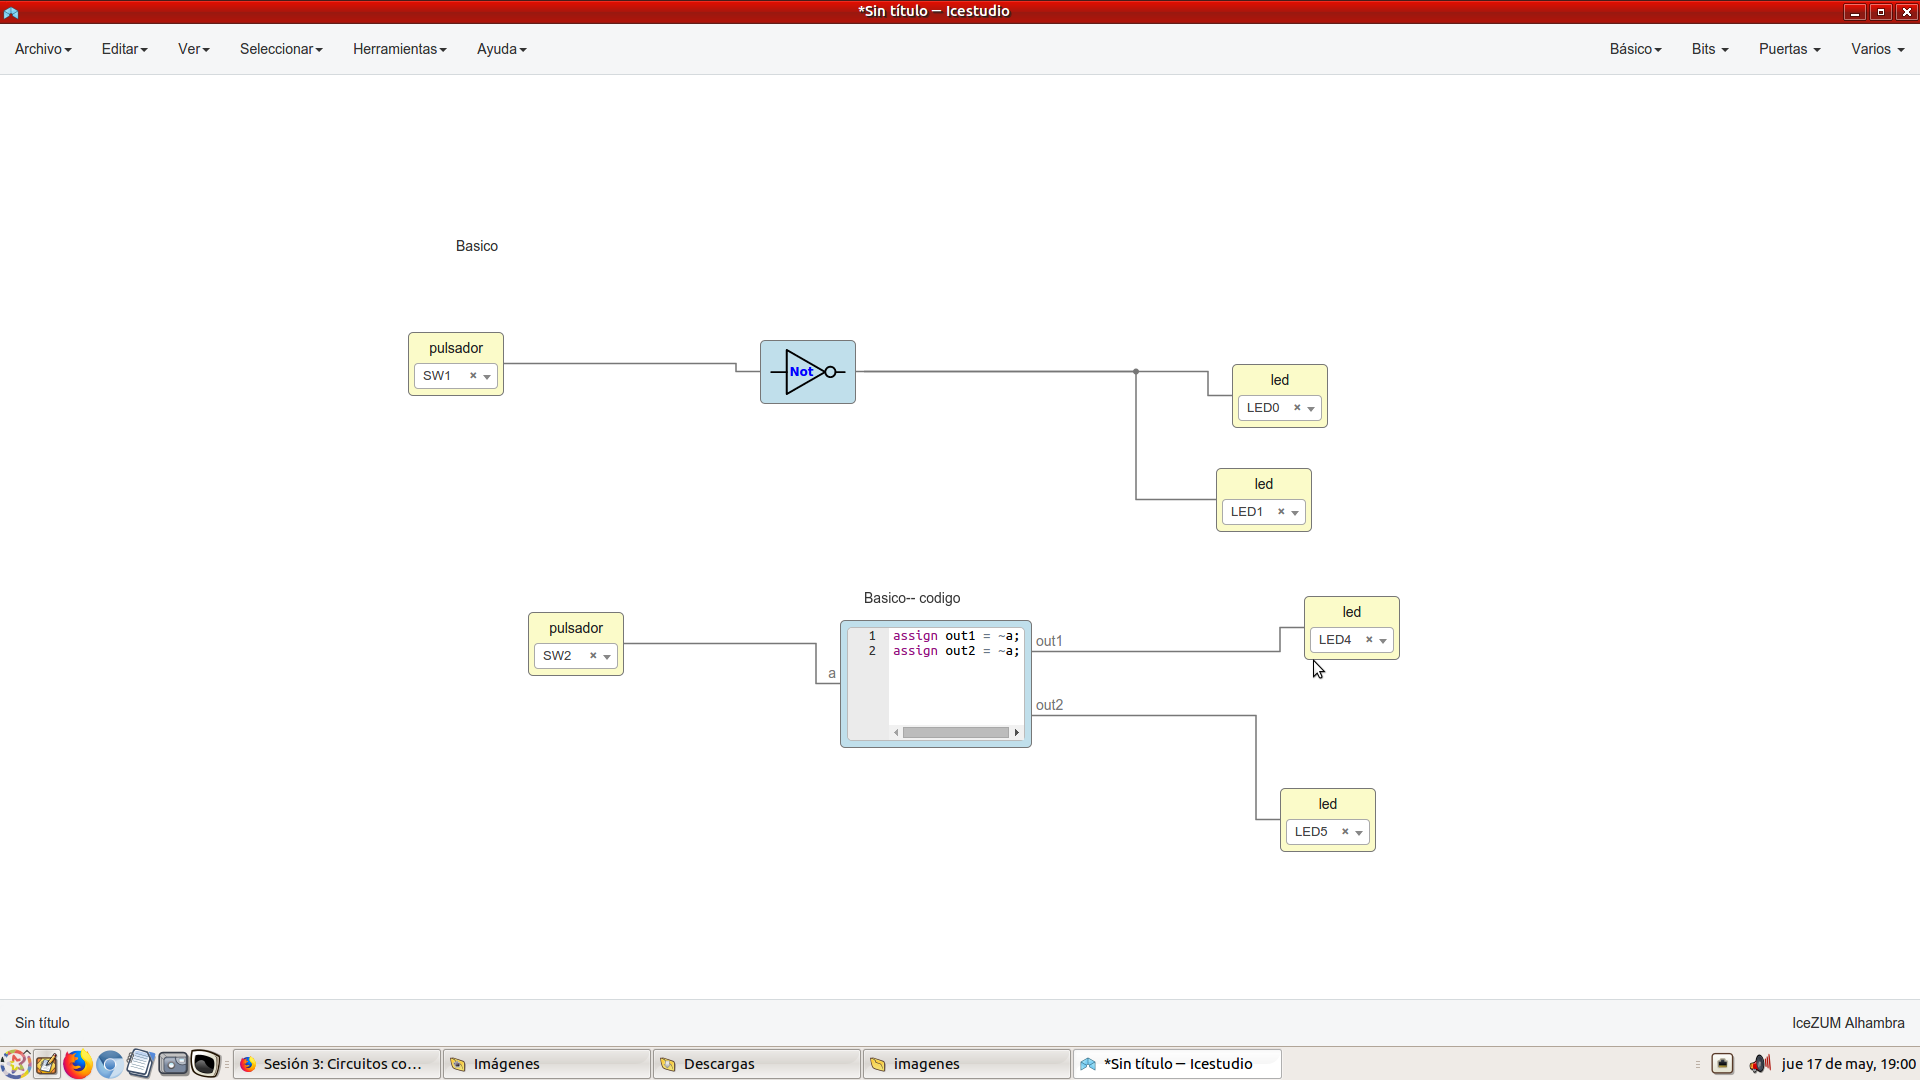 *Sin título — Icestudio
Archivo Editar Ver Seleccionar Herramientas Ayuda Básico Bits Puertas Varios
Basico
pulsador
SW1
Not
led
LED0
led
LED1
Basico-- codigo
pulsador
SW2
a
1 assign out1 = ~a;
2 assign out2 = ~a;
out1
out2
led
LED4
led
LED5
Sin título IceZUM Alhambra
Sesión 3: Circuitos co... Imágenes Descargas imagenes *Sin título — Icestudio jue 17 de may, 19:00